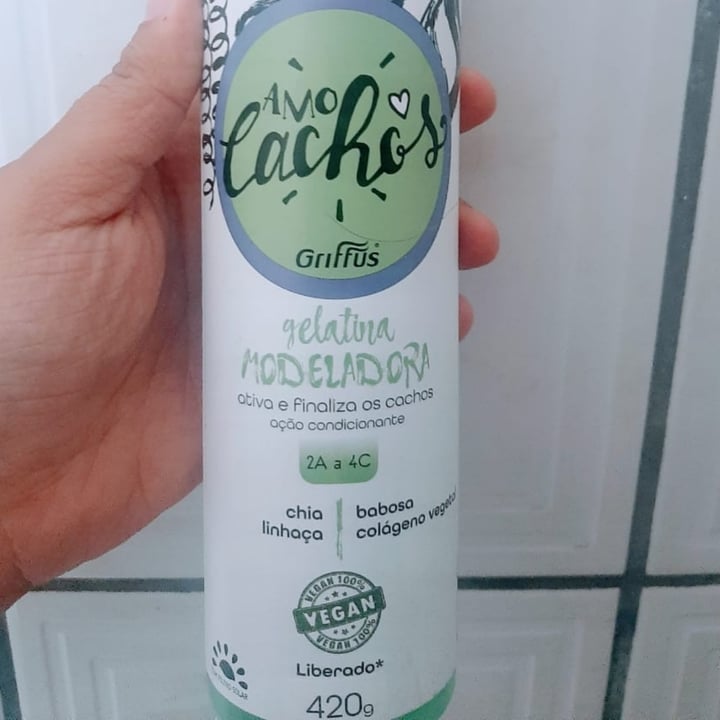 AMO
Cachos
Griffus
gelatina
MODELADORA
ativa e finaliza os cachos
ação condicionante
2A a 4C
chia
linhaça
babosa
colágeno vegetal
VEGAN 100%
VEGAN
VEGAN 100%
Liberado*
420g